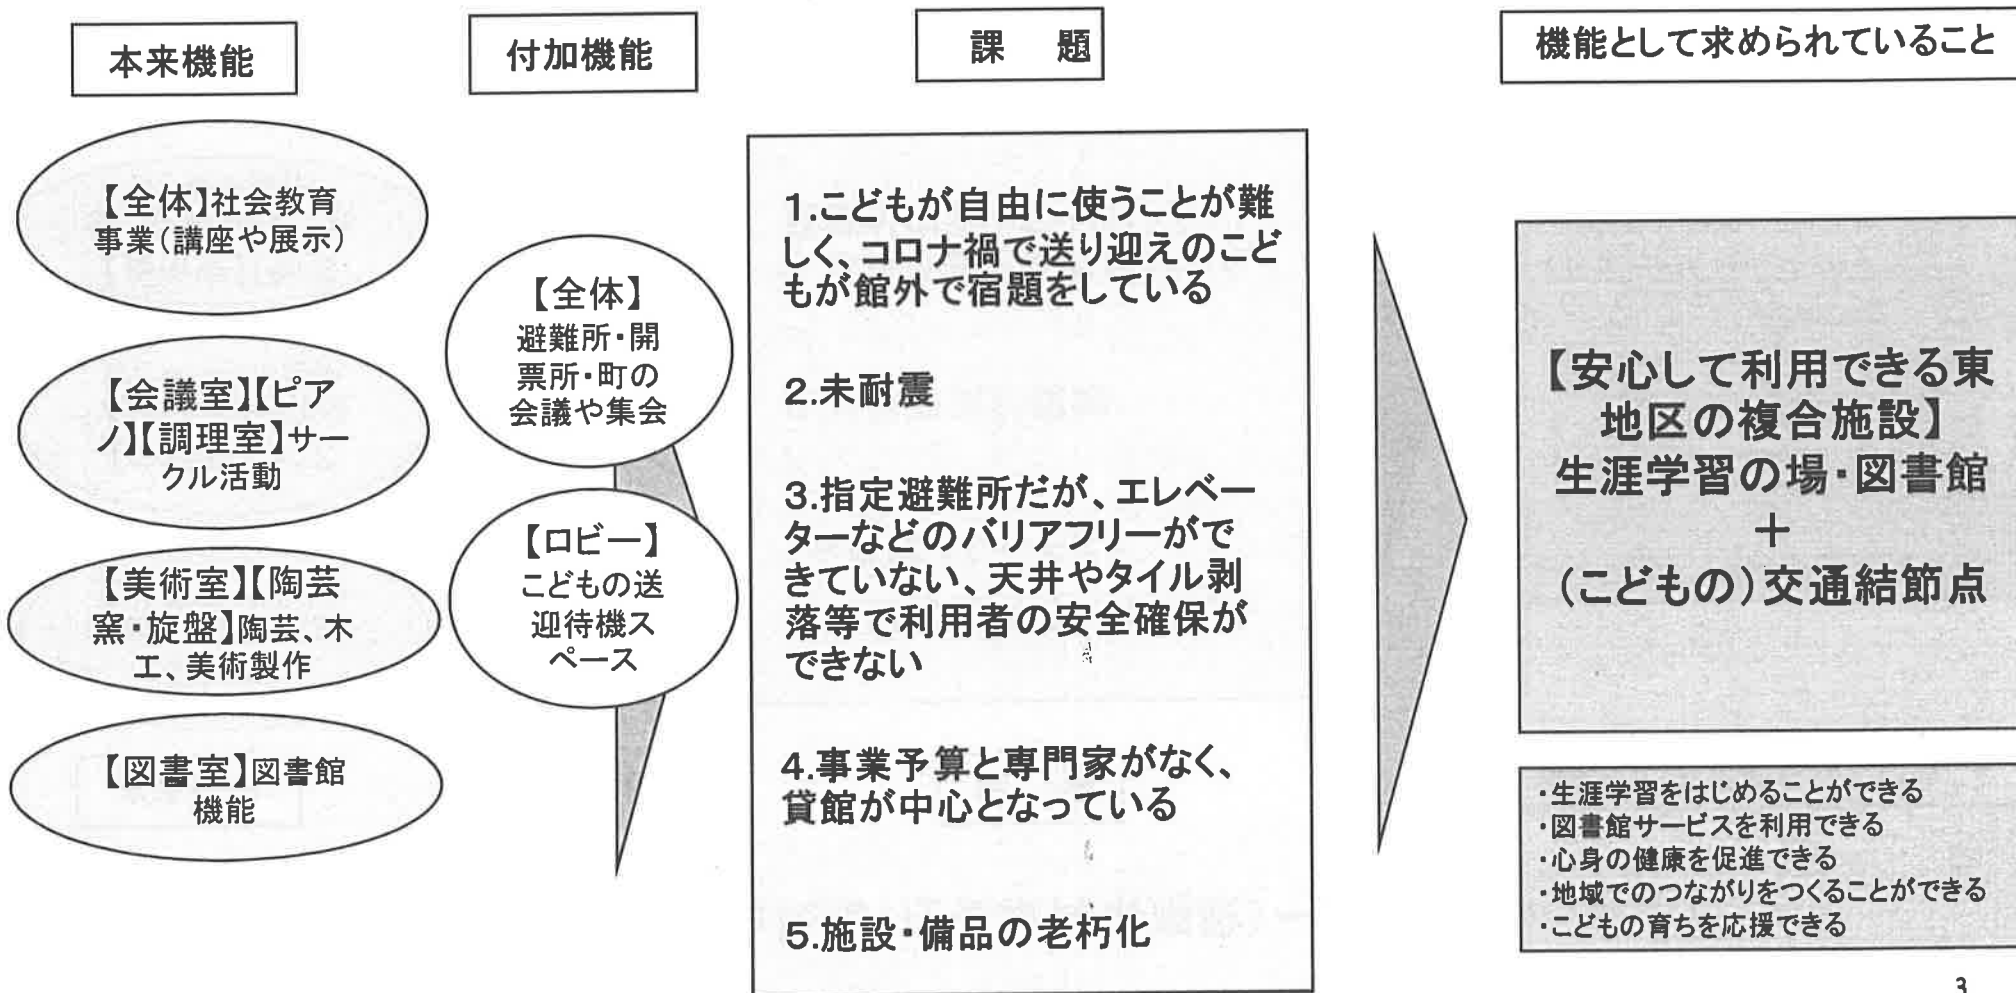 本来機能
付加機能
課　題
機能として求められていること
【全体】社会教育
事業(講座や展示)
【会議室】【ピア
ノ】【調理室】サー
クル活動
【美術室】【陶芸
窯・旋盤】陶芸、木
工、美術製作
【図書室】図書館
機能
【全体】
避難所・開
票所・町の
会議や集会
【ロビー】
こどもの送
迎待機ス
ペース
1.こどもが自由に使うことが難
しく、コロナ禍で送り迎えのこど
もが館外で宿題をしている
2.未耐震
3.指定避難所だが、エレベー
ターなどのバリアフリーがで
きていない、天井やタイル剥
落等で利用者の安全確保が
できない
4.事業予算と専門家がなく、
貸館が中心となっている
5.施設・備品の老朽化
【安心して利用できる東
地区の複合施設】
生涯学習の場・図書館
＋
(こどもの)交通結節点
・生涯学習をはじめることができる
・図書館サービスを利用できる
・心身の健康を促進できる
・地域でのつながりをつくることができる
・こどもの育ちを応援できる
3